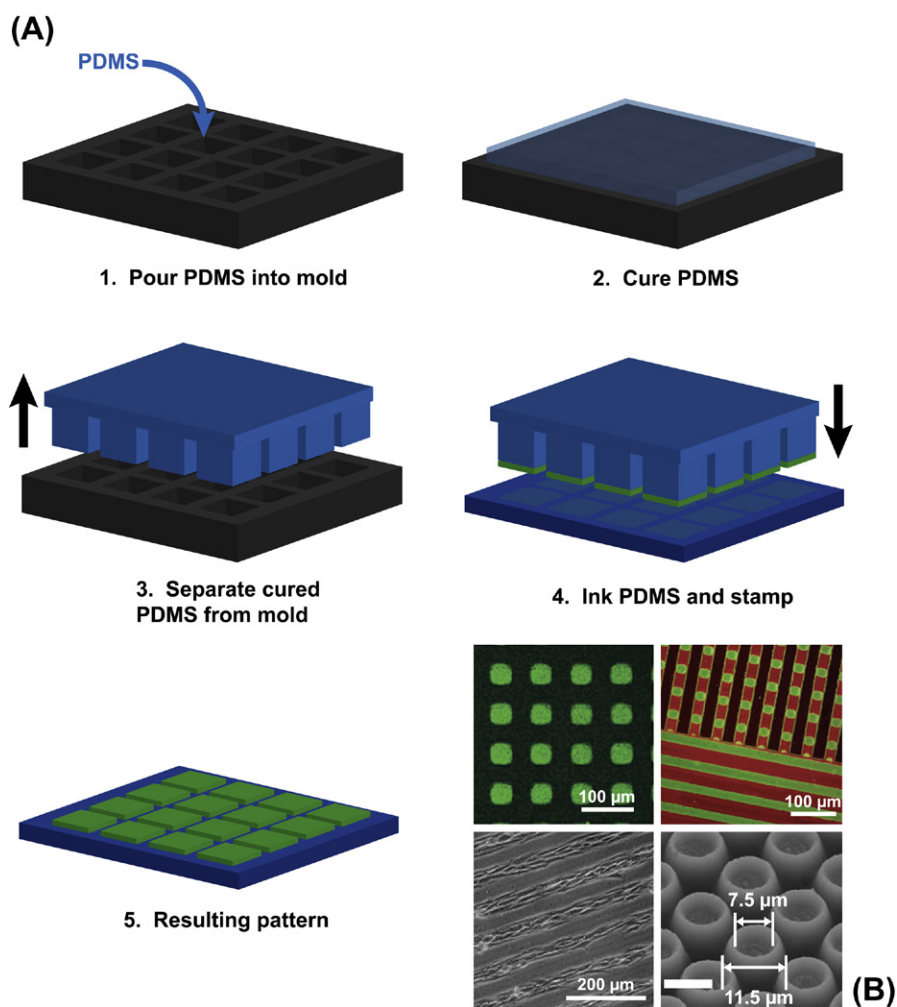 (A)
PDMS
1. Pour PDMS into mold
2. Cure PDMS
3. Separate cured
PDMS from mold
4. Ink PDMS and stamp
100 µm
100 µm
5. Resulting pattern
200 µm
7.5 µm
11.5 µm
(B)